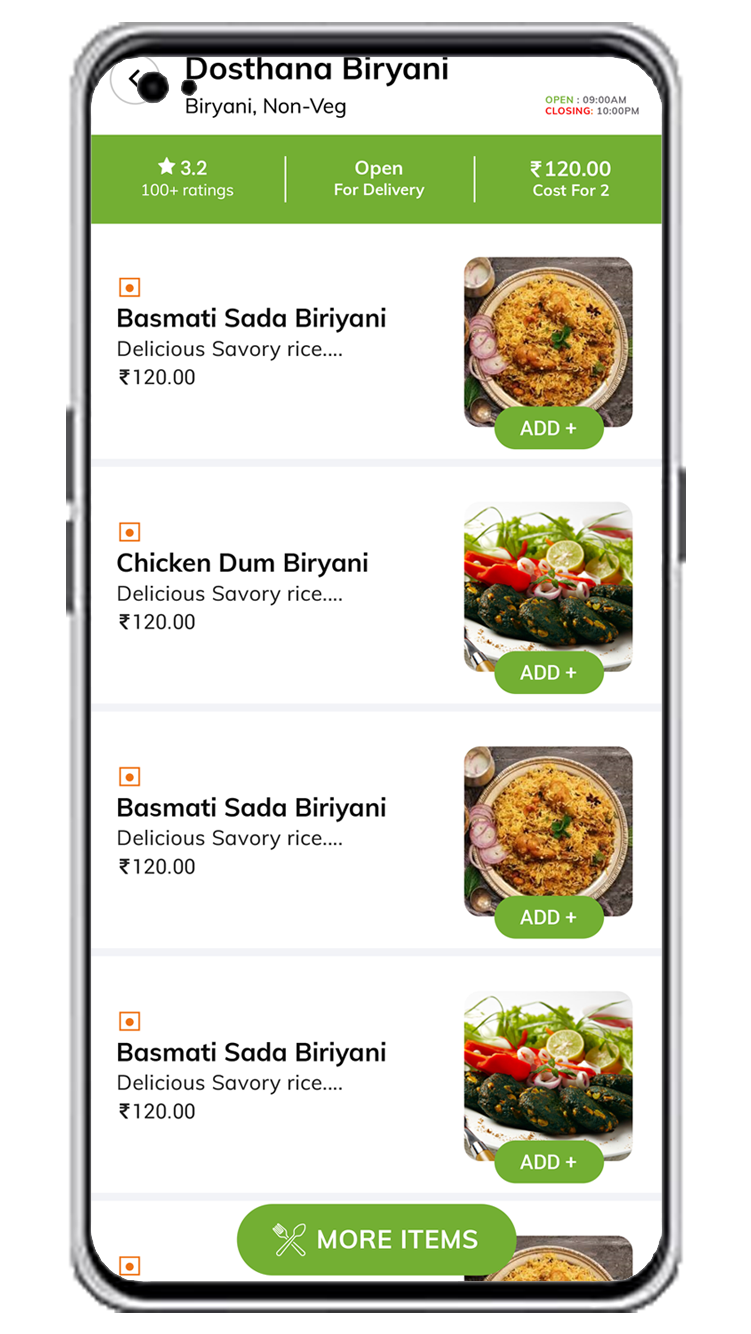 Dosthana Biryani
Biryani, Non-Veg
OPEN : 09:00AM
CLOSING: 10:00PM
3.2
100+ ratings
Open
For Delivery
₹120.00
Cost For 2
Basmati Sada Biriyani
Delicious Savory rice....
₹120.00
ADD +
Chicken Dum Biryani
Delicious Savory rice....
₹120.00
ADD +
Basmati Sada Biriyani
Delicious Savory rice....
₹120.00
ADD +
Basmati Sada Biriyani
Delicious Savory rice....
₹120.00
ADD +
MORE ITEMS